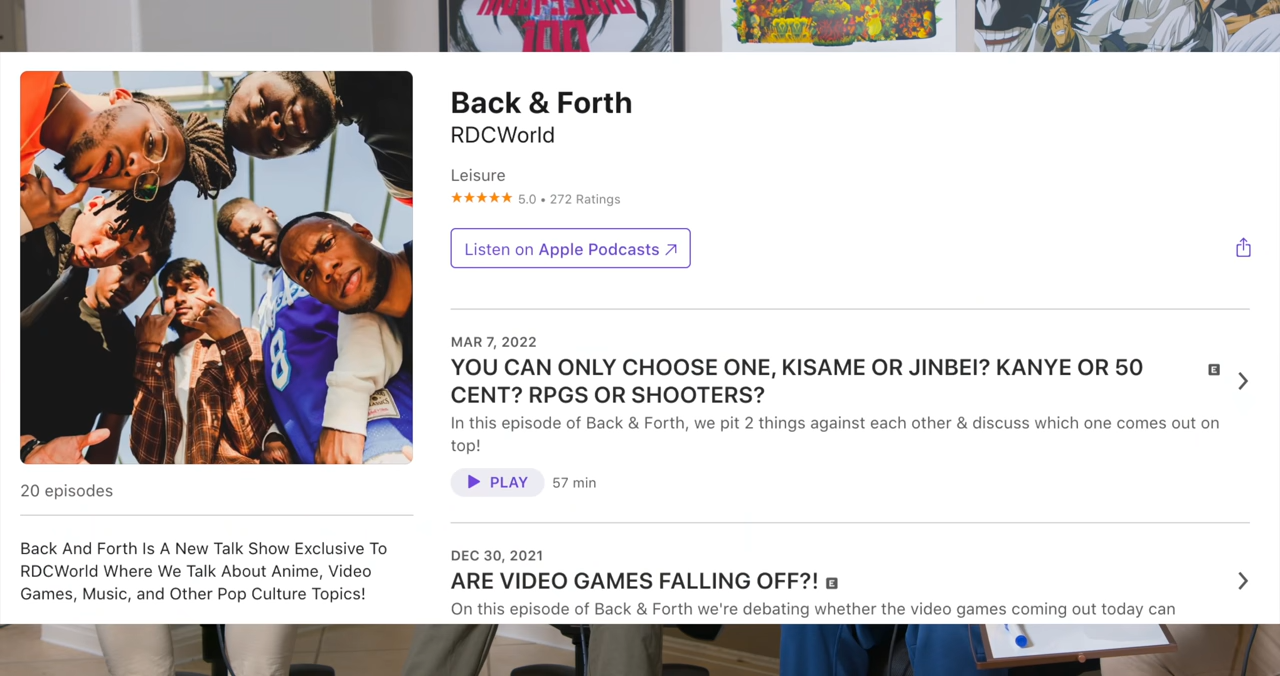 100
Back & Forth
RDCWorld
Leisure
5.0 • 272 Ratings
Listen on Apple Podcasts
MAR 7, 2022
YOU CAN ONLY CHOOSE ONE, KISAME OR JINBEI? KANYE OR 50
CENT? RPGS OR SHOOTERS?
E
In this episode of Back & Forth, we pit 2 things against each other & discuss which one comes out on
top!
PLAY
57 min
20 episodes
Back And Forth Is A New Talk Show Exclusive To
RDCWorld Where We Talk About Anime, Video
Games, Music, and Other Pop Culture Topics!
DEC 30, 2021
ARE VIDEO GAMES FALLING OFF?! E
On this episode of Back & Forth we're debating whether the video games coming out today can
8